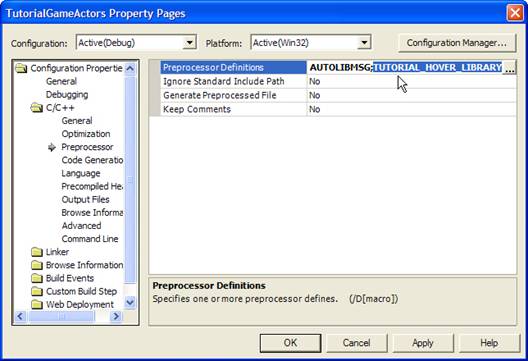 TutorialGameActors Property Pages
Configuration: Active(Debug) Platform: Active(Win32) Configuration Manager...
Configuration Propertie
General
Debugging
C/C++
General
Optimization
Preprocessor
Code Generatio
Language
Precompiled Hea
Output Files
Browse Informa
Advanced
Command Line
Linker
Browse Information
Build Events
Custom Build Step
Web Deployment
Preprocessor Definitions AUTOLIBMSG;TUTORIAL_HOVER_LIBRARY ...
Ignore Standard Include Path No
Generate Preprocessed File No
Keep Comments No
Preprocessor Definitions
Specifies one or more preprocessor defines. (/D[macro])
OK Cancel Apply Help